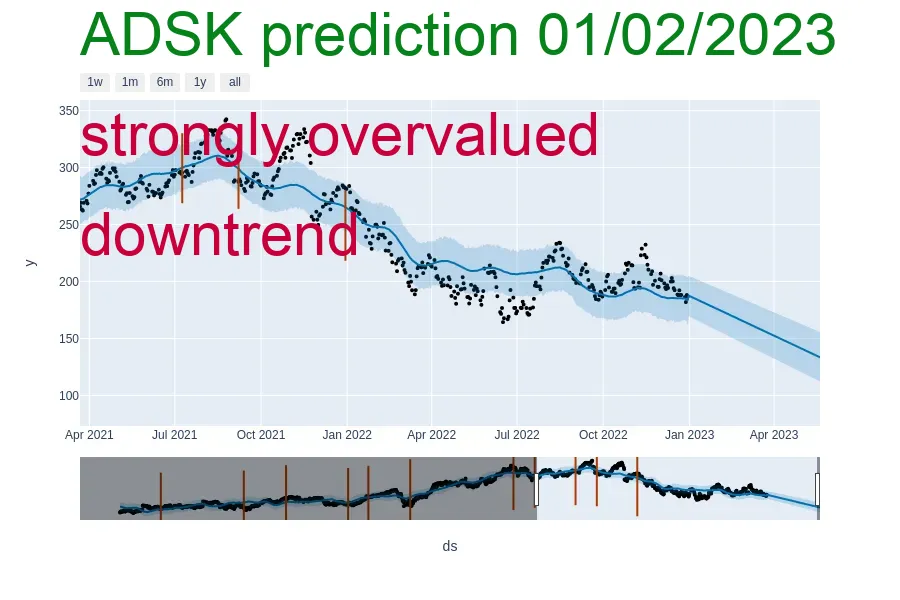 ADSK prediction 01/02/2023
1w 1m 6m 1y all
350
strongly overvalued
300
250
downtrend
y
200
150
100
Apr 2021 Jul 2021 Oct 2021 Jan 2022 Apr 2022 Jul 2022 Oct 2022 Jan 2023 Apr 2023
ds